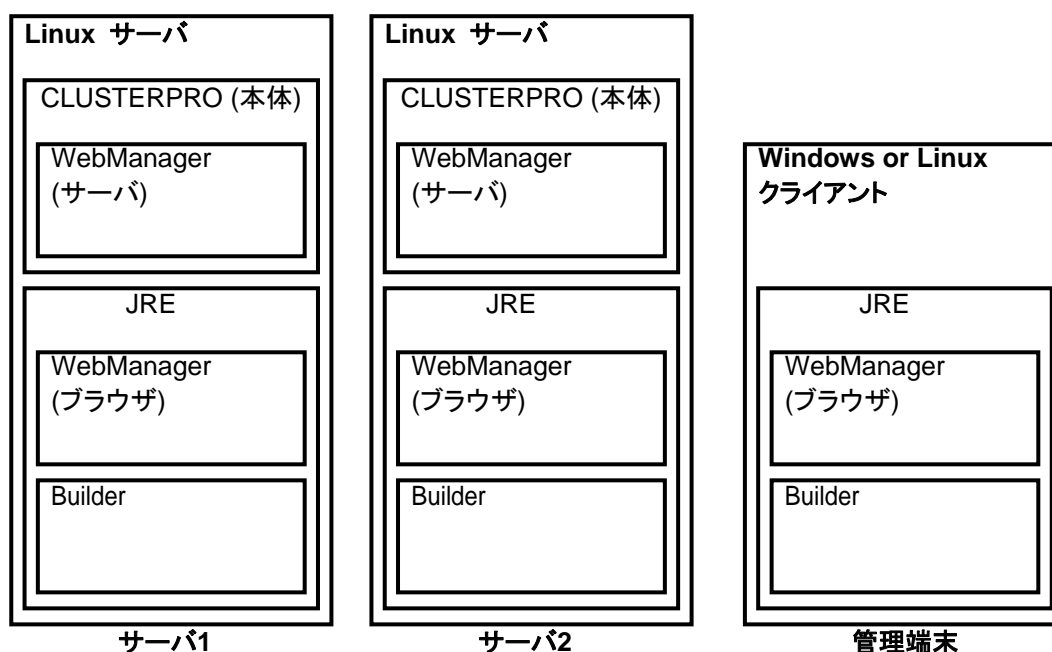 Linux サーバ
CLUSTERPRO (本体)
WebManager
(サーバ)
JRE
WebManager
(ブラウザ)
Builder
サーバ1
Linux サーバ
CLUSTERPRO (本体)
WebManager
(サーバ)
JRE
WebManager
(ブラウザ)
Builder
サーバ2
Windows or Linux
クライアント
JRE
WebManager
(ブラウザ)
Builder
管理端末